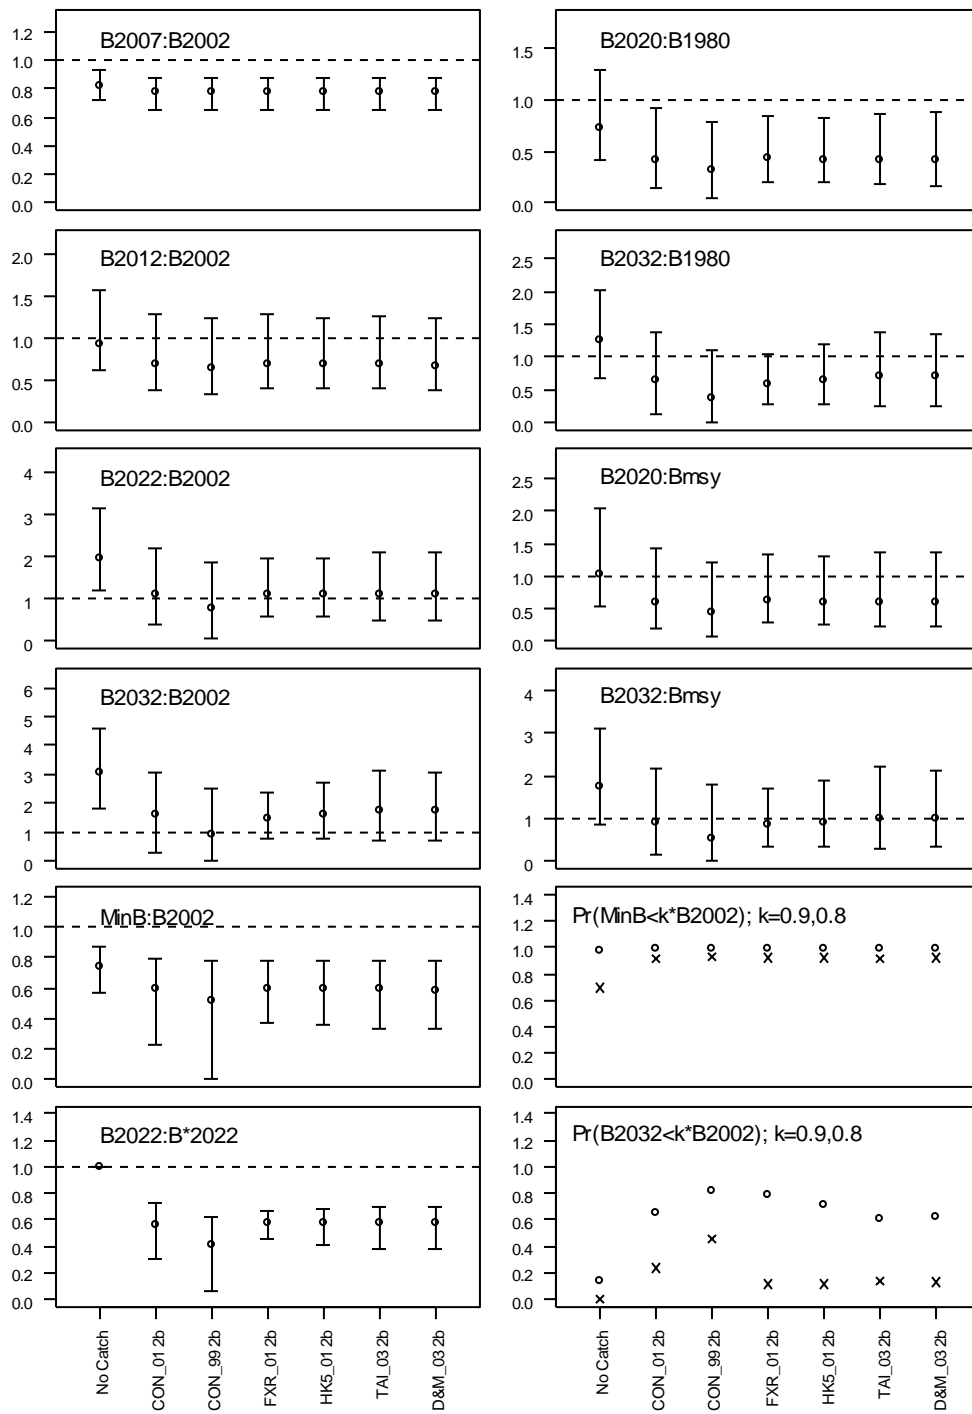 B2007:B2002
1.2
1.0
0.8
0.6
0.4
0.2
0.0
B2020:B1980
1.5
1.0
0.5
0.0
B2012:B2002
2.0
1.5
1.0
0.5
0.0
B2032:B1980
2.5
2.0
1.5
1.0
0.5
0.0
B2022:B2002
4
3
2
1
0
B2020:Bmsy
2.5
2.0
1.5
1.0
0.5
0.0
B2032:B2002
6
5
4
3
2
1
0
B2032:Bmsy
4
3
2
1
0
MinB:B2002
1.2
1.0
0.8
0.6
0.4
0.2
0.0
Pr(MinB<k*B2002); k=0.9,0.8
1.4
1.2
1.0
0.8
0.6
0.4
0.2
0.0
B2022:B*2022
1.4
1.2
1.0
0.8
0.6
0.4
0.2
0.0
Pr(B2032<k*B2002); k=0.9,0.8
1.4
1.2
1.0
0.8
0.6
0.4
0.2
0.0
No Catch
CON_01 2b
CON_99 2b
FXR_01 2b
HK5_01 2b
TAI_03 2b
D&M_03 2b
No Catch
CON_01 2b
CON_99 2b
FXR_01 2b
HK5_01 2b
TAI_03 2b
D&M_03 2b